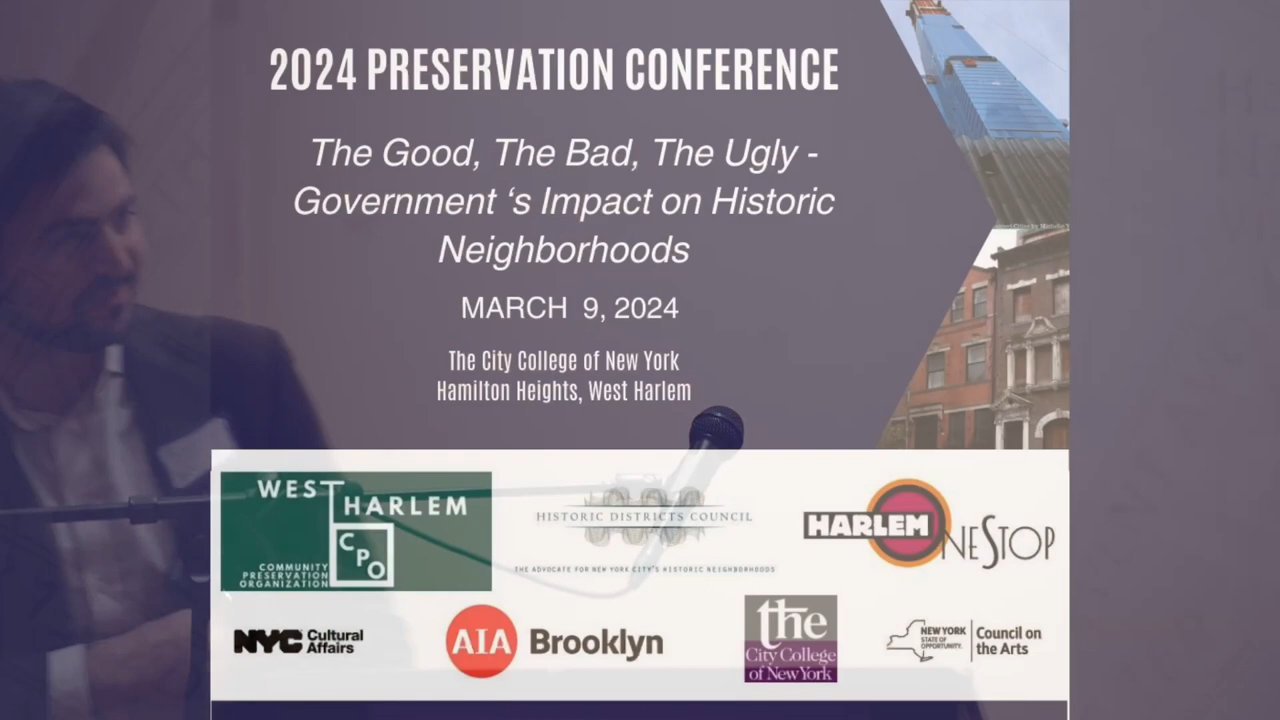 2024 PRESERVATION CONFERENCE
The Good, The Bad, The Ugly -
Government ‘s Impact on Historic
Neighborhoods
MARCH 9, 2024
The City College of New York
Hamilton Heights, West Harlem
WEST HARLEM
CPO
COMMUNITY
PRESERVATION
ORGANIZATION
HISTORIC DISTRICTS COUNCIL
THE ADVOCATE FOR NEW YORK CITY'S HISTORIC NEIGHBORHOODS
HARLEM ONESTOP
NYC Cultural
Affairs
AIA Brooklyn
the
City College
of New York
NEW YORK
STATE OF
OPPORTUNITY.
Council on
the Arts